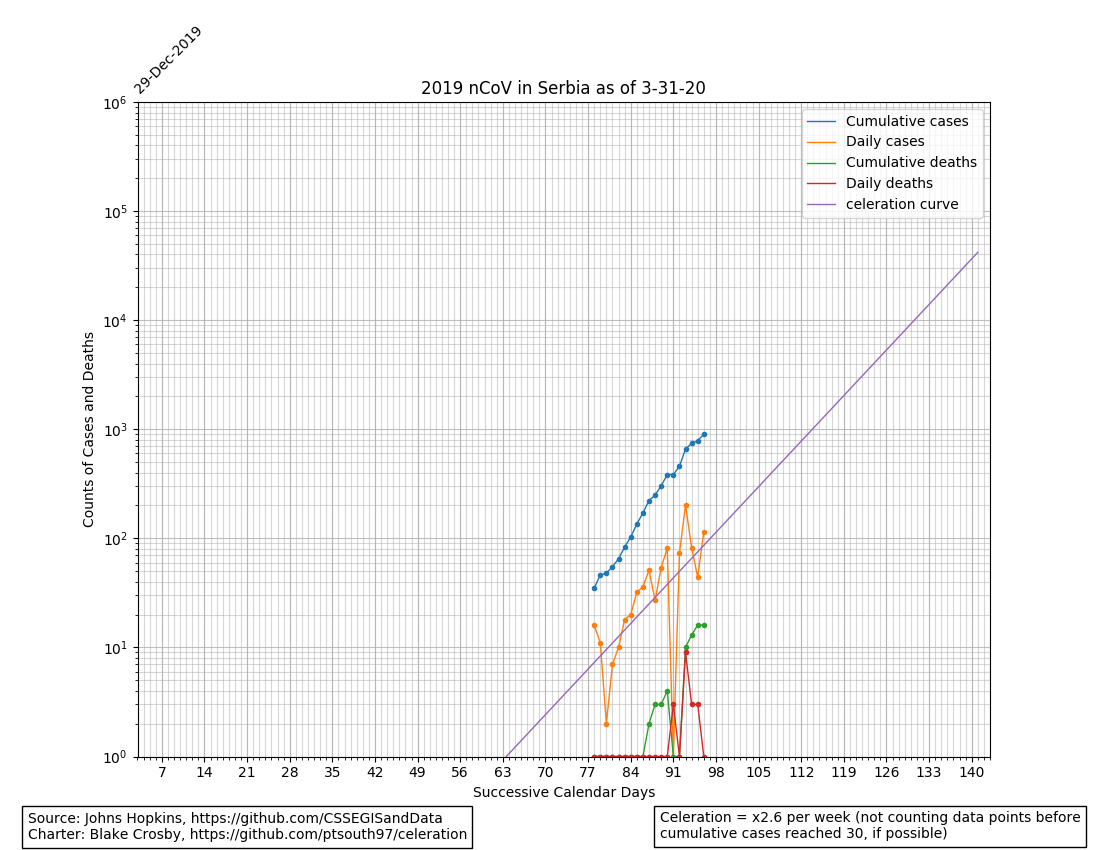 29-Dec-2019
2019 nCoV in Serbia as of 3-31-20
Cumulative cases
Daily cases
Cumulative deaths
Daily deaths
celeration curve
Counts of Cases and Deaths
10^6
10^5
10^4
10^3
10^2
10^1
10^0
7 14 21 28 35 42 49 56 63 70 77 84 91 98 105 112 119 126 133 140
Successive Calendar Days
Source: Johns Hopkins, https://github.com/CSSEGISandData
Charter: Blake Crosby, https://github.com/ptsouth97/celeration
Celeration = x2.6 per week (not counting data points before
cumulative cases reached 30, if possible)